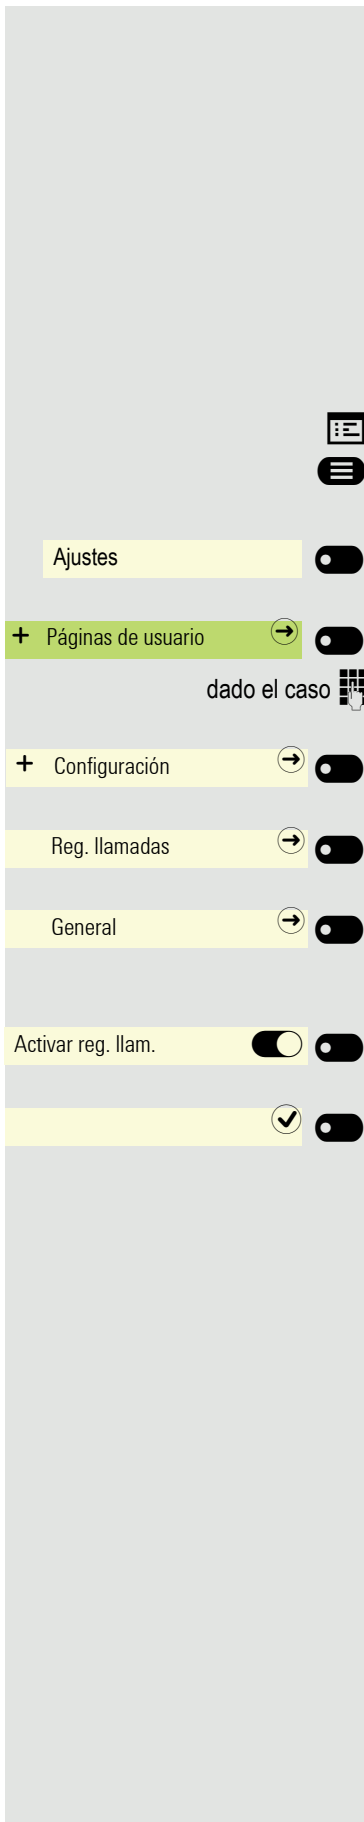 Ajustes
+ Páginas de usuario
dado el caso
+ Configuración
Reg. llamadas
General
Activar reg. llam.